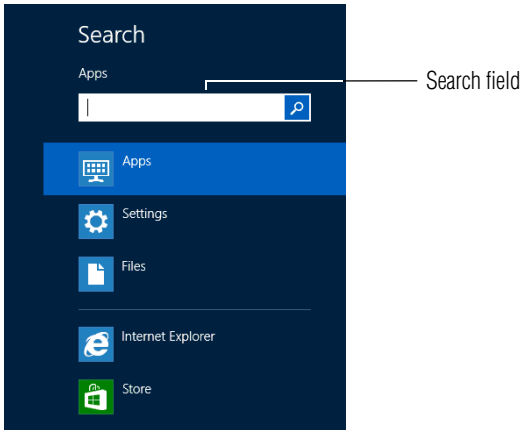 Search
Apps
Search field
Apps
Settings
Files
Internet Explorer
Store